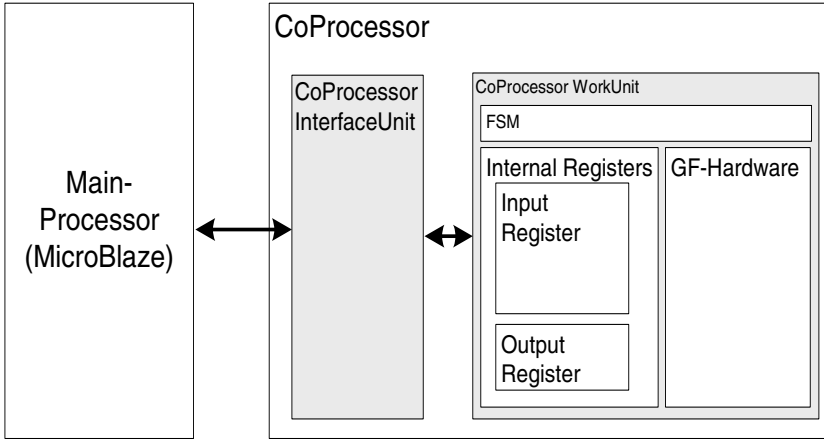 Main-
Processor
(MicroBlaze)
CoProcessor
CoProcessor
InterfaceUnit
CoProcessor WorkUnit
FSM
Internal Registers
Input
Register
Output
Register
GF-Hardware